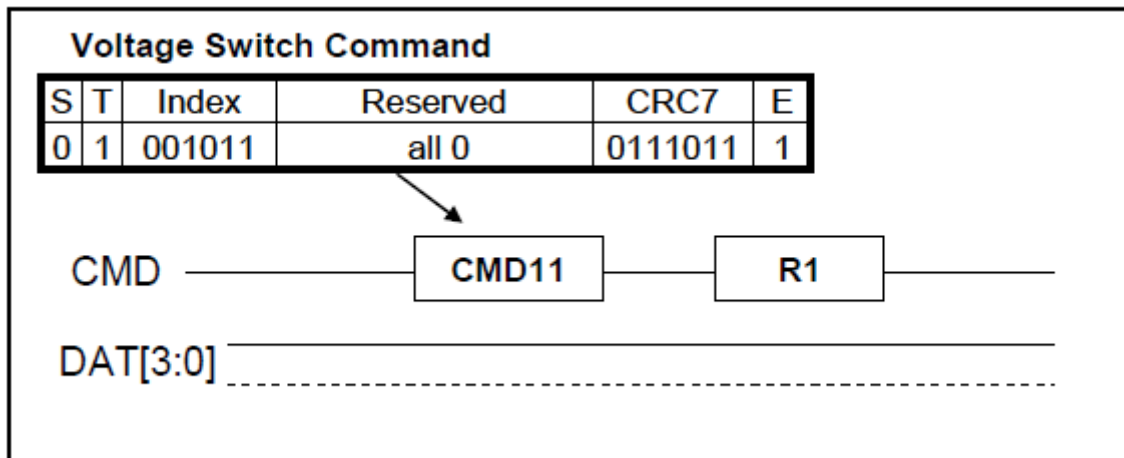 Voltage Switch Command
S T Index Reserved CRC7 E
0 1 001011 all 0 0111011 1
CMD CMD11 R1
DAT[3:0]